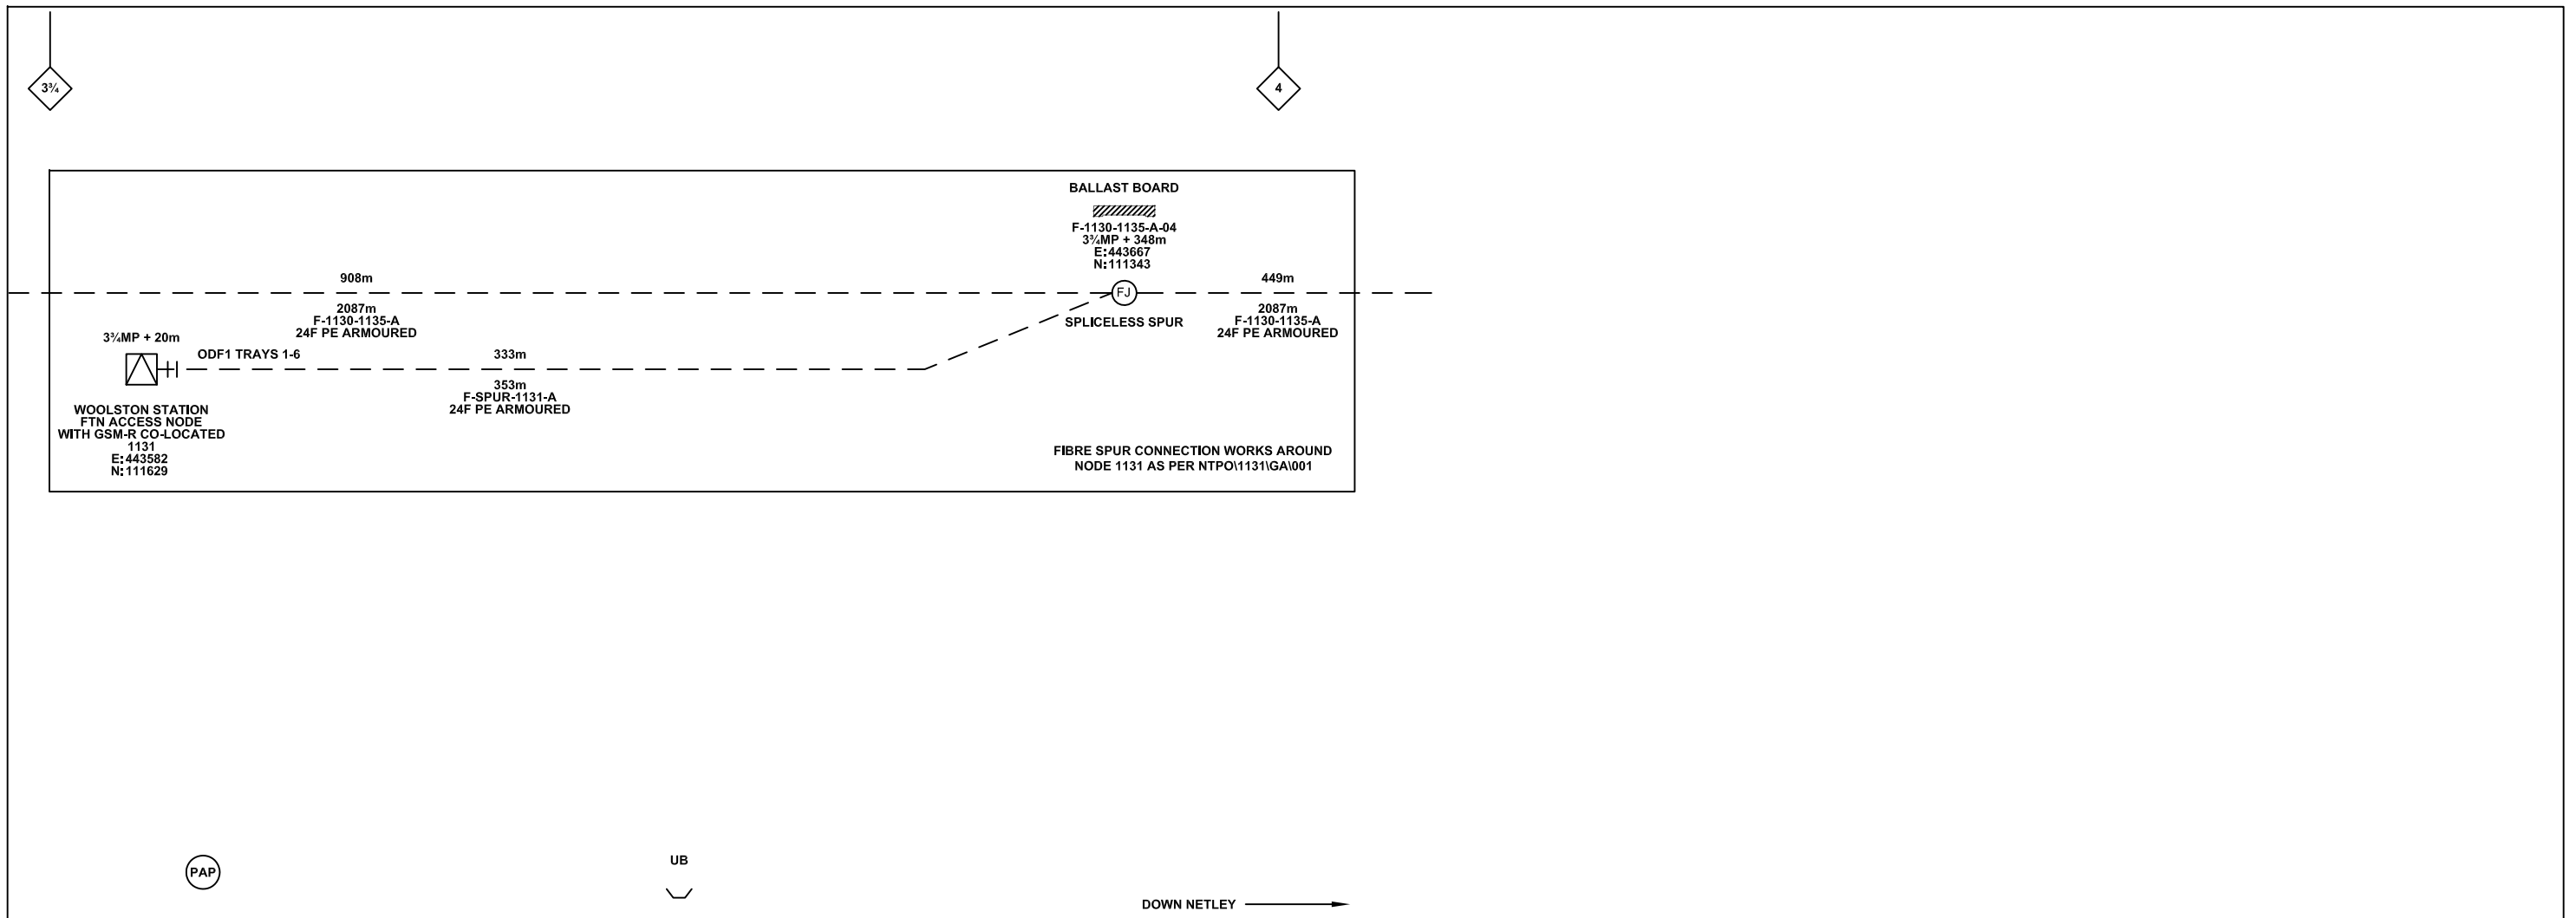 3¾
4
BALLAST BOARD
F-1130-1135-A-04
3¾MP + 348m
E:443667
N:111343
908m
449m
FJ
2087m
F-1130-1135-A
24F PE ARMOURED
SPLICELESS SPUR
2087m
F-1130-1135-A
24F PE ARMOURED
3¾MP + 20m
ODF1 TRAYS 1-6
333m
353m
F-SPUR-1131-A
24F PE ARMOURED
WOOLSTON STATION
FTN ACCESS NODE
WITH GSM-R CO-LOCATED
1131
E:443582
N:111629
FIBRE SPUR CONNECTION WORKS AROUND
NODE 1131 AS PER NTPO\1131\GA\001
PAP
UB
DOWN NETLEY